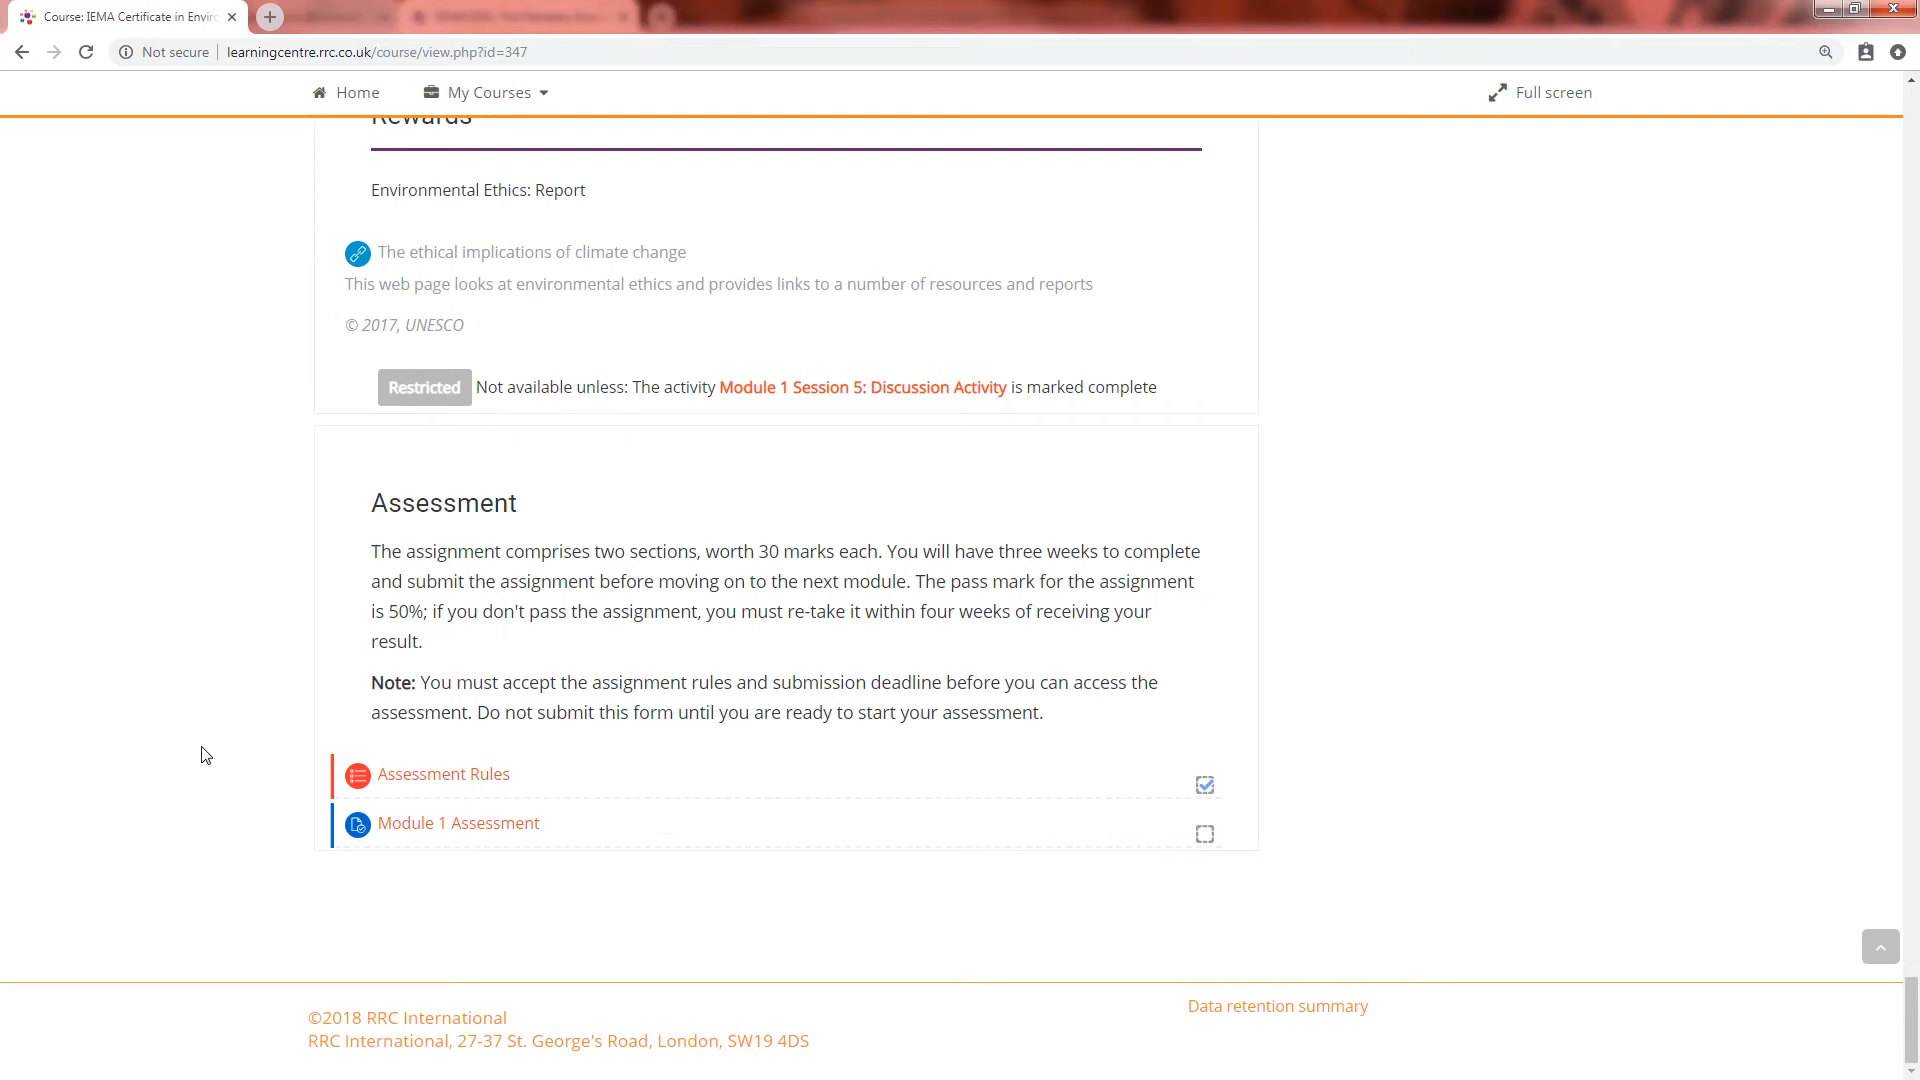 Course: IEMA Certificate in Enviro
Not secure
learningcentre.rrc.co.uk/course/view.php?id=347
Home
My Courses
Full screen
Rewards
Environmental Ethics: Report
The ethical implications of climate change
This web page looks at environmental ethics and provides links to a number of resources and reports
© 2017, UNESCO
Restricted Not available unless: The activity Module 1 Session 5: Discussion Activity is marked complete
Assessment
The assignment comprises two sections, worth 30 marks each. You will have three weeks to complete
and submit the assignment before moving on to the next module. The pass mark for the assignment
is 50%; if you don't pass the assignment, you must re-take it within four weeks of receiving your
result.
Note: You must accept the assignment rules and submission deadline before you can access the
assessment. Do not submit this form until you are ready to start your assessment.
Assessment Rules
Module 1 Assessment
©2018 RRC International
RRC International, 27-37 St. George's Road, London, SW19 4DS
Data retention summary